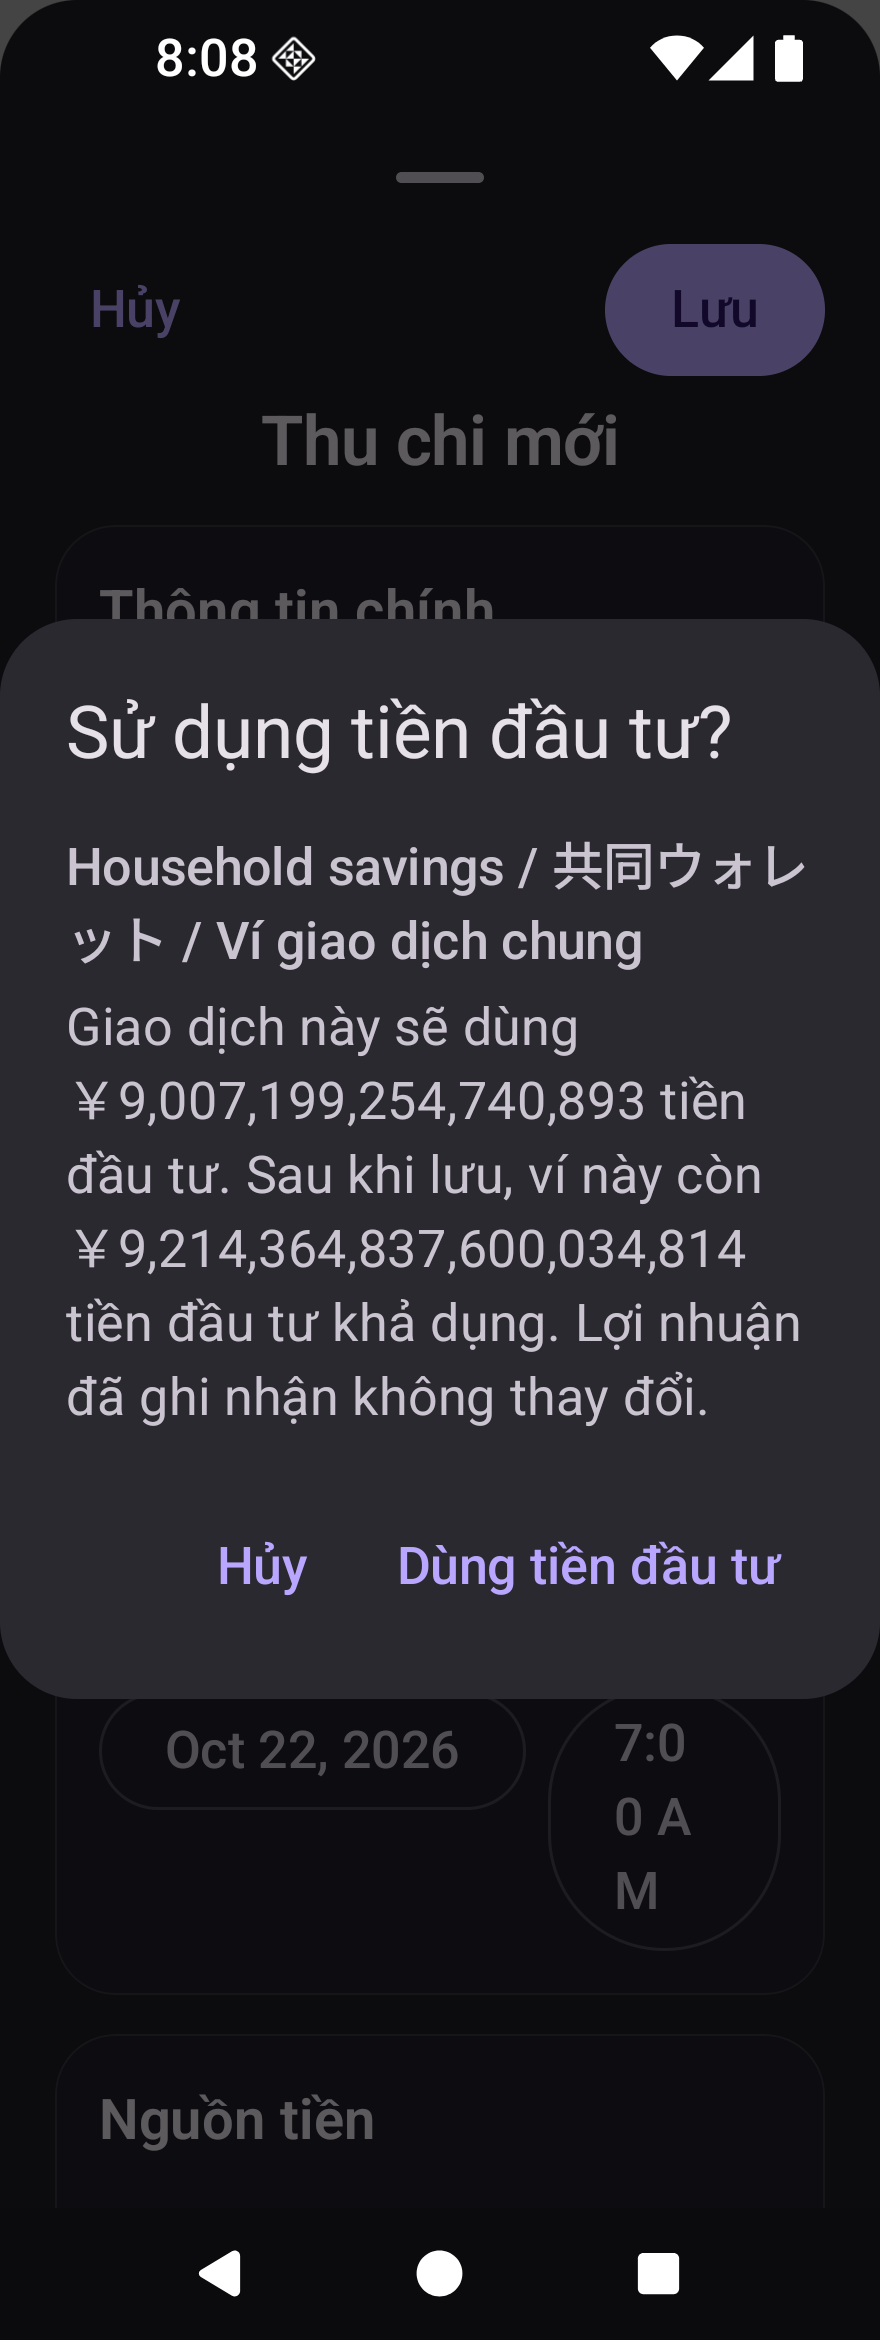 8:08
Hủy
Lưu
Thu chi mới
Thông tin chính
Sử dụng tiền đầu tư?
Household savings / 共同ウォレ
ット / Ví giao dịch chung
Giao dịch này sẽ dùng
￥9,007,199,254,740,893 tiền
đầu tư. Sau khi lưu, ví này còn
￥9,214,364,837,600,034,814
tiền đầu tư khả dụng. Lợi nhuận
đã ghi nhận không thay đổi.
Hủy
Dùng tiền đầu tư
Oct 22, 2026
7:0
0 A
M
Nguồn tiền